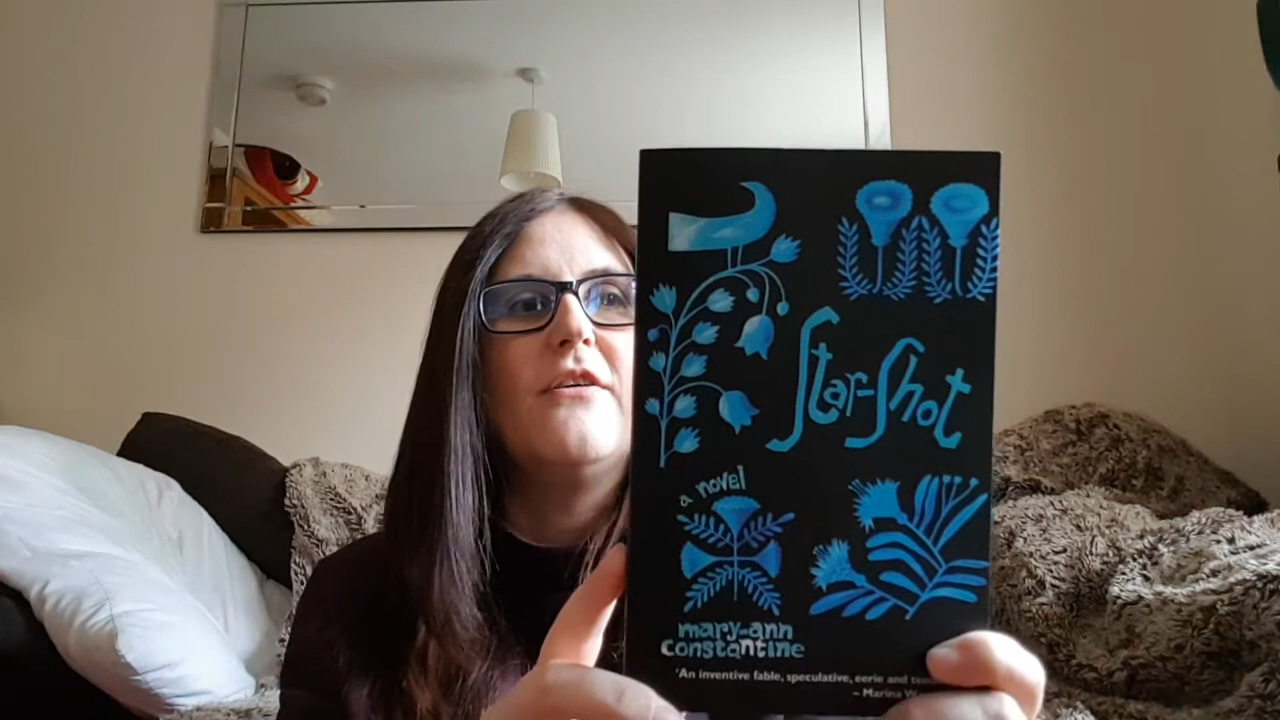 Star-Shot
a novel
mary-ann
constantine
'An inventive fable, speculative, eerie and
– Marina